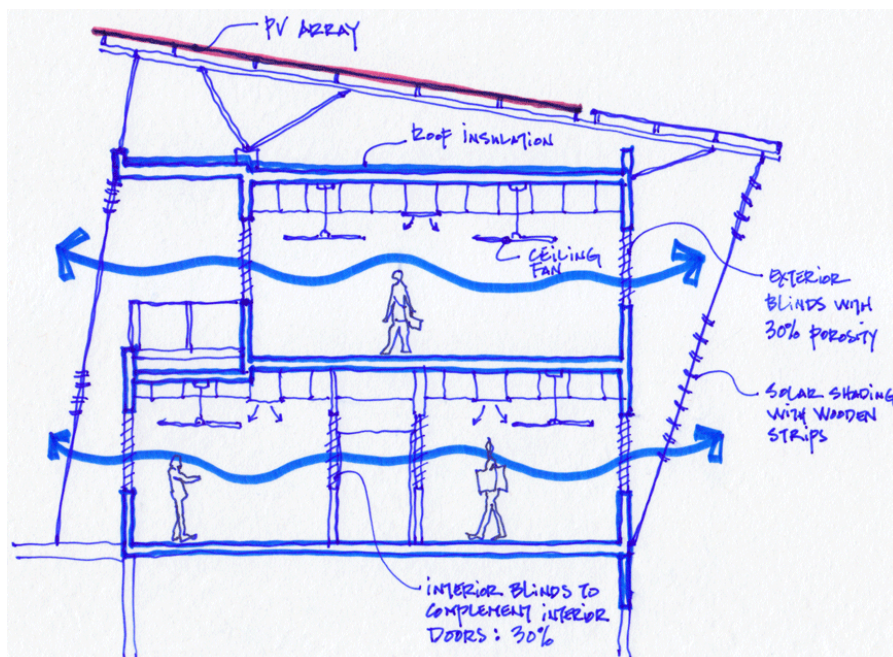 PV ARRAY
ROOF INSULATION
CEILING
FAN
EXTERIOR
BLINDS WITH
30% POROSITY
SOLAR SHADING
WITH WOODEN
STRIPS
INTERIOR BLINDS TO
COMPLEMENT INTERIOR
DOORS: 30%